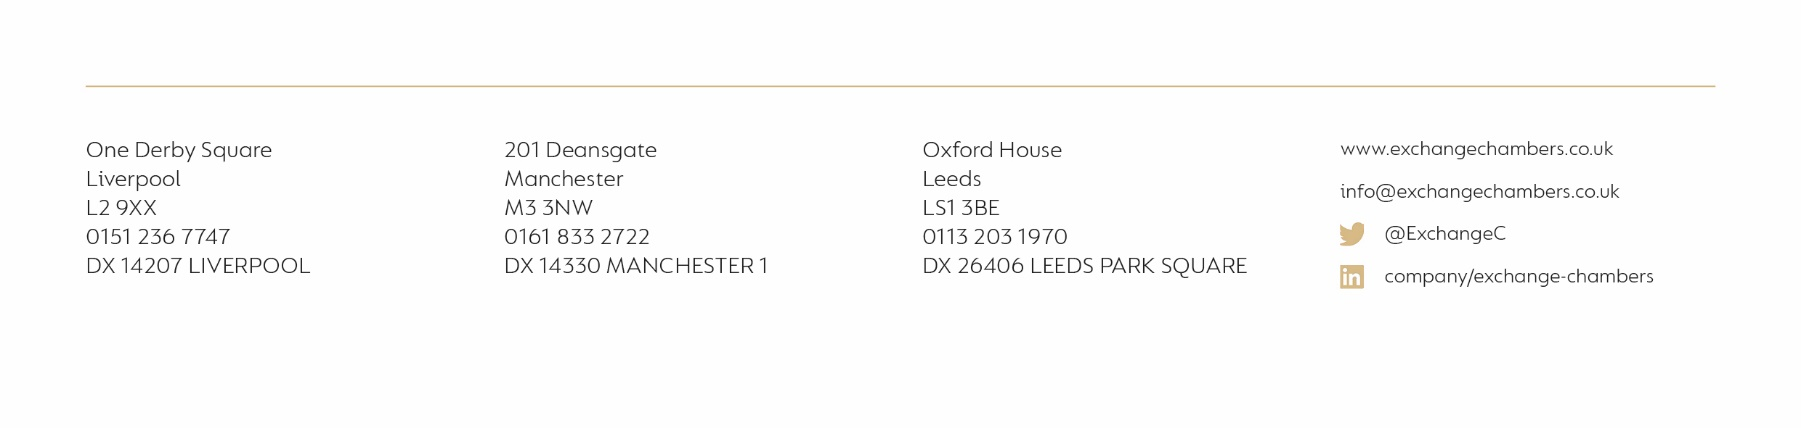 One Derby Square
Liverpool
L2 9XX
0151 236 7747
DX 14207 LIVERPOOL
201 Deansgate
Manchester
M3 3NW
0161 833 2722
DX 14330 MANCHESTER 1
Oxford House
Leeds
LS1 3BE
0113 203 1970
DX 26406 LEEDS PARK SQUARE
www.exchangechambers.co.uk
info@exchangechambers.co.uk
@ExchangeC
in
company/exchange-chambers